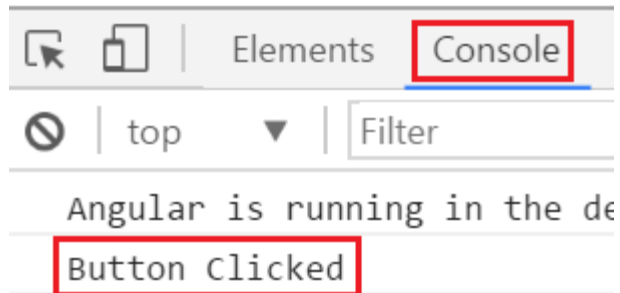 Elements Console
top Filter
Angular is running in the de
Button Clicked